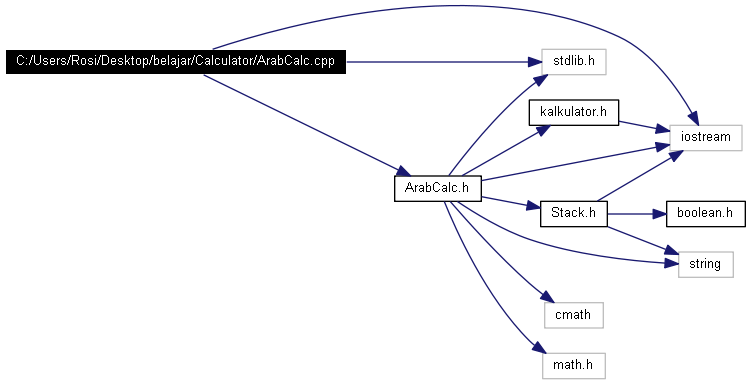 C:/Users/Rosi/Desktop/belajar/Calculator/ArabCalc.cpp
stdlib.h
kalkulator.h
iostream
ArabCalc.h
Stack.h
boolean.h
string
cmath
math.h